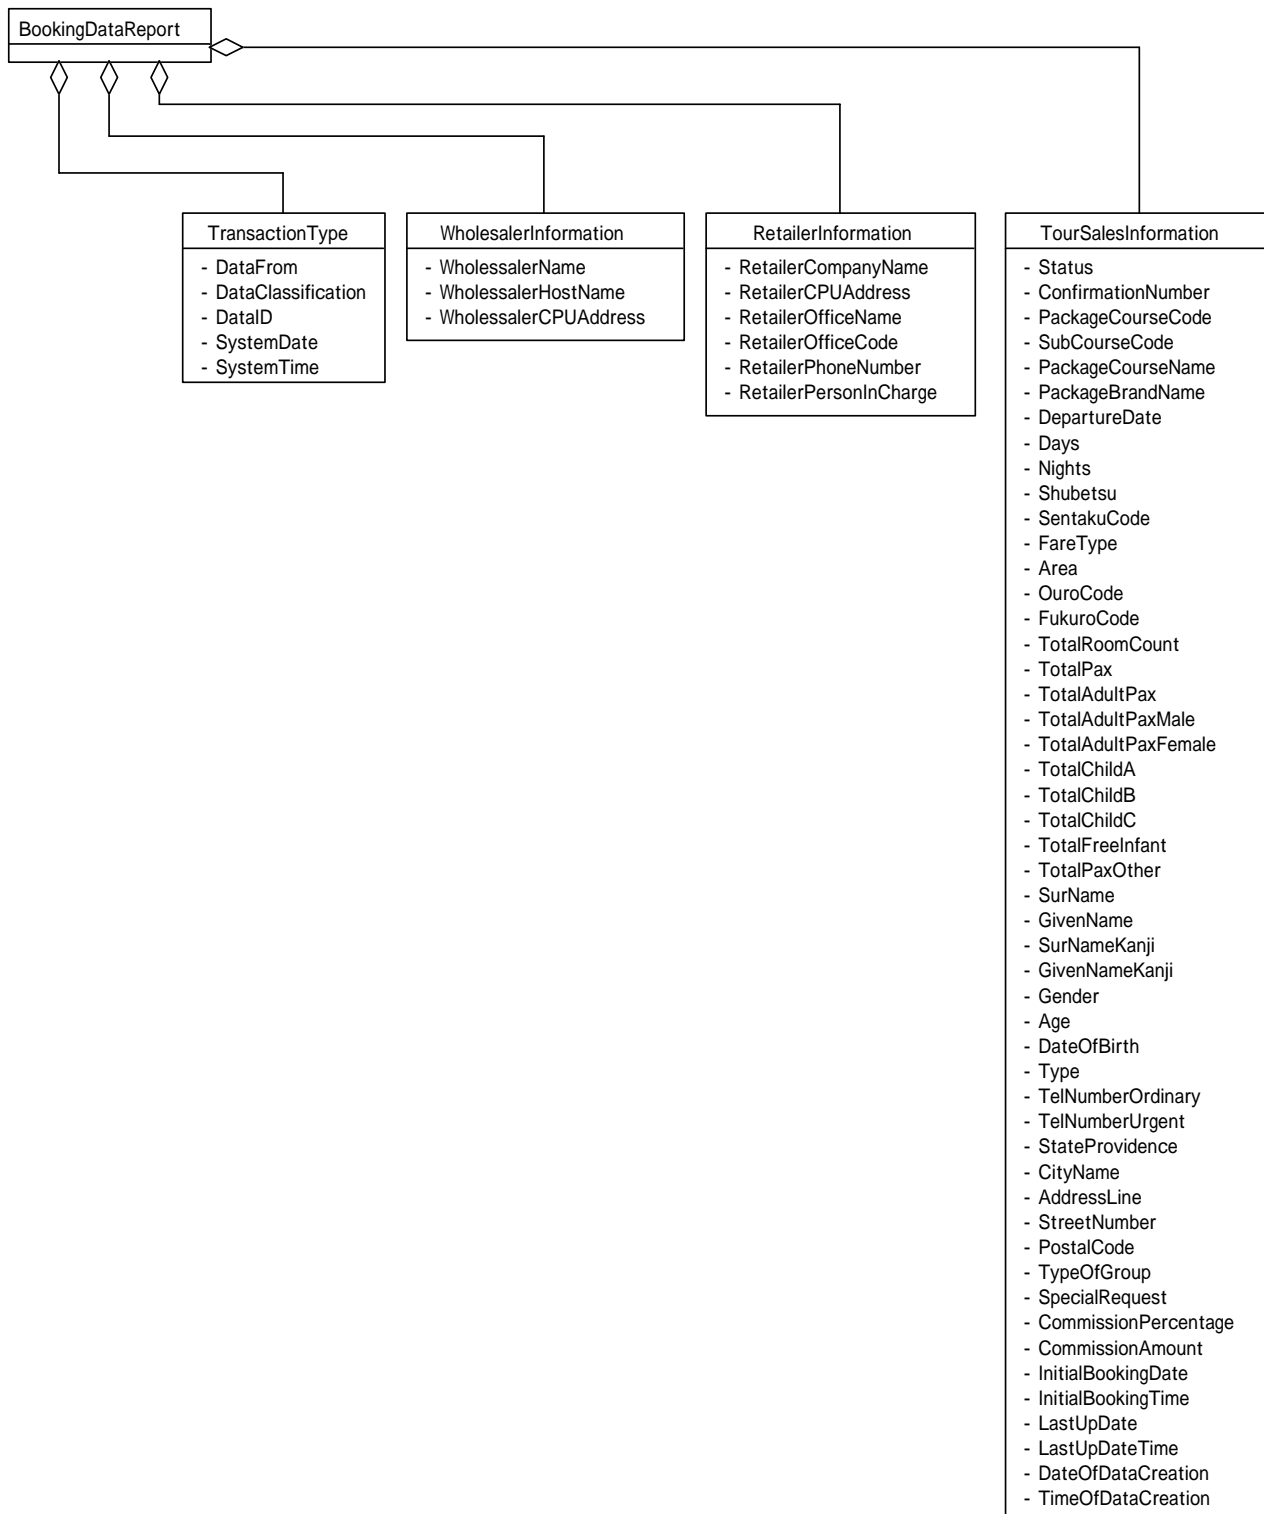 BookingDataReport
TransactionType
- DataFrom
- DataClassification
- DataID
- SystemDate
- SystemTime
WholesalerInformation
- WholessalerName
- WholessalerHostName
- WholessalerCPUAddress
RetailerInformation
- RetailerCompanyName
- RetailerCPUAddress
- RetailerOfficeName
- RetailerOfficeCode
- RetailerPhoneNumber
- RetailerPersonInCharge
TourSalesInformation
- Status
- ConfirmationNumber
- PackageCourseCode
- SubCourseCode
- PackageCourseName
- PackageBrandName
- DepartureDate
- Days
- Nights
- Shubetsu
- SentakuCode
- FareType
- Area
- OuroCode
- FukuroCode
- TotalRoomCount
- TotalPax
- TotalAdultPax
- TotalAdultPaxMale
- TotalAdultPaxFemale
- TotalChildA
- TotalChildB
- TotalChildC
- TotalFreeInfant
- TotalPaxOther
- SurName
- GivenName
- SurNameKanji
- GivenNameKanji
- Gender
- Age
- DateOfBirth
- Type
- TelNumberOrdinary
- TelNumberUrgent
- StateProvidence
- CityName
- AddressLine
- StreetNumber
- PostalCode
- TypeOfGroup
- SpecialRequest
- CommissionPercentage
- CommissionAmount
- InitialBookingDate
- InitialBookingTime
- LastUpDate
- LastUpDateTime
- DateOfDataCreation
- TimeOfDataCreation